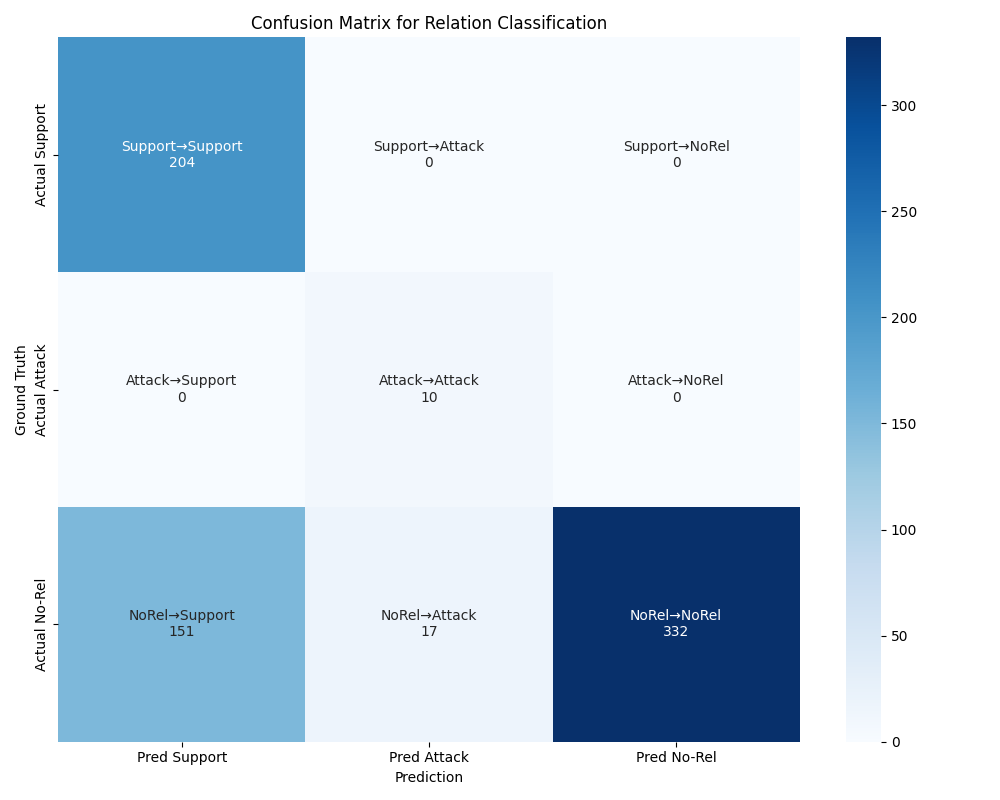 Confusion Matrix for Relation Classification
Ground Truth
Actual Support
Actual Attack
Actual No-Rel
Support→Support
204
Support→Attack
0
Support→NoRel
0
Attack→Support
0
Attack→Attack
10
Attack→NoRel
0
NoRel→Support
151
NoRel→Attack
17
NoRel→NoRel
332
Pred Support
Pred Attack
Pred No-Rel
Prediction
300
250
200
150
100
50
0